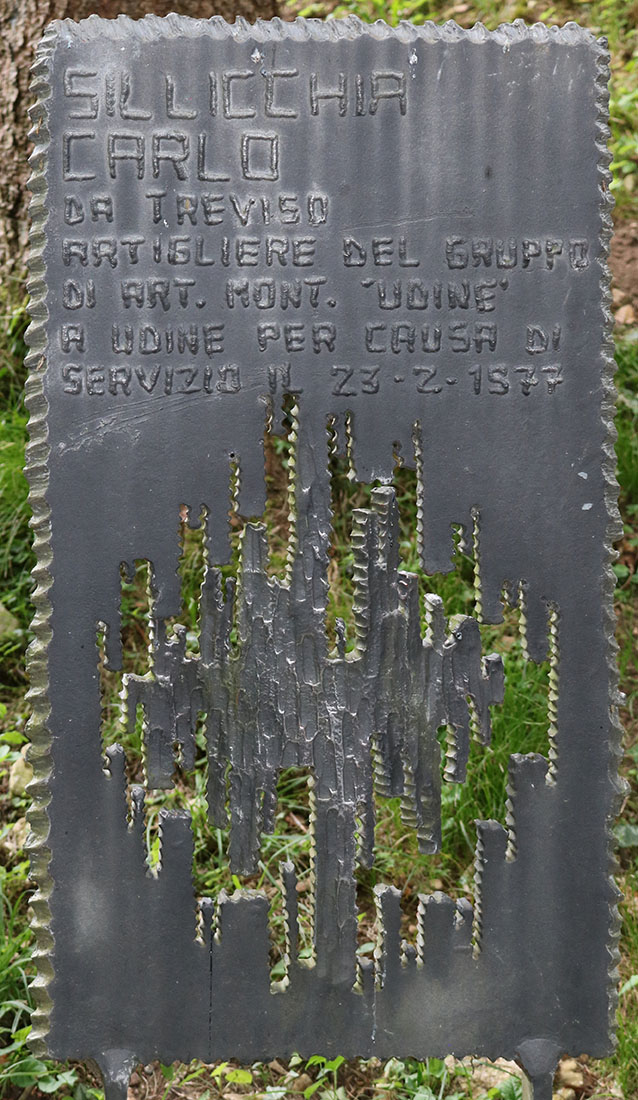 SILLICCHIA
CARLO
DA TREVISO
ARTIGLIERE DEL GRUPPO
DI ART. MONT. "UDINE"
A UDINE PER CAUSA DI
SERVIZIO IL 23-2-1977